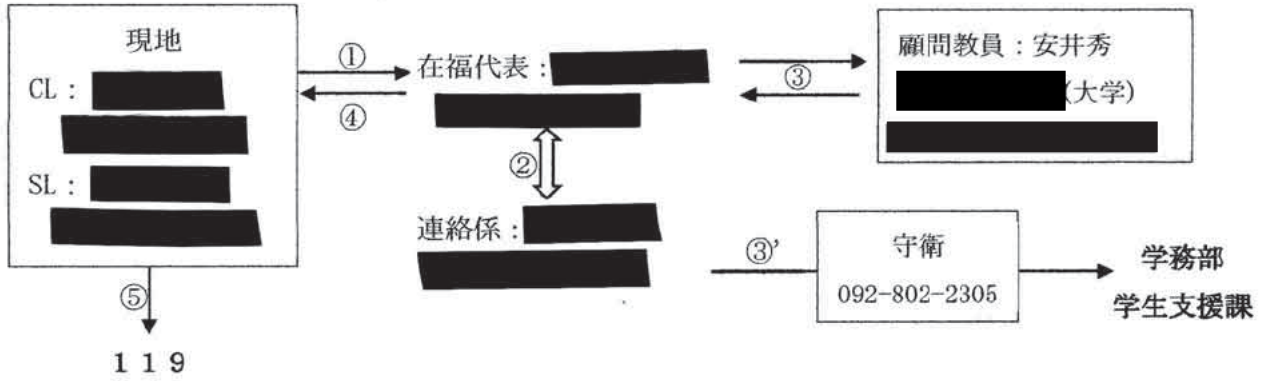 現地
CL：
SL：
①
④
在福代表：
②
連絡係：
③
顧問教員：安井秀
(大学)
③’
守衛
092-802-2305
学務部
学生支援課
⑤
１１９